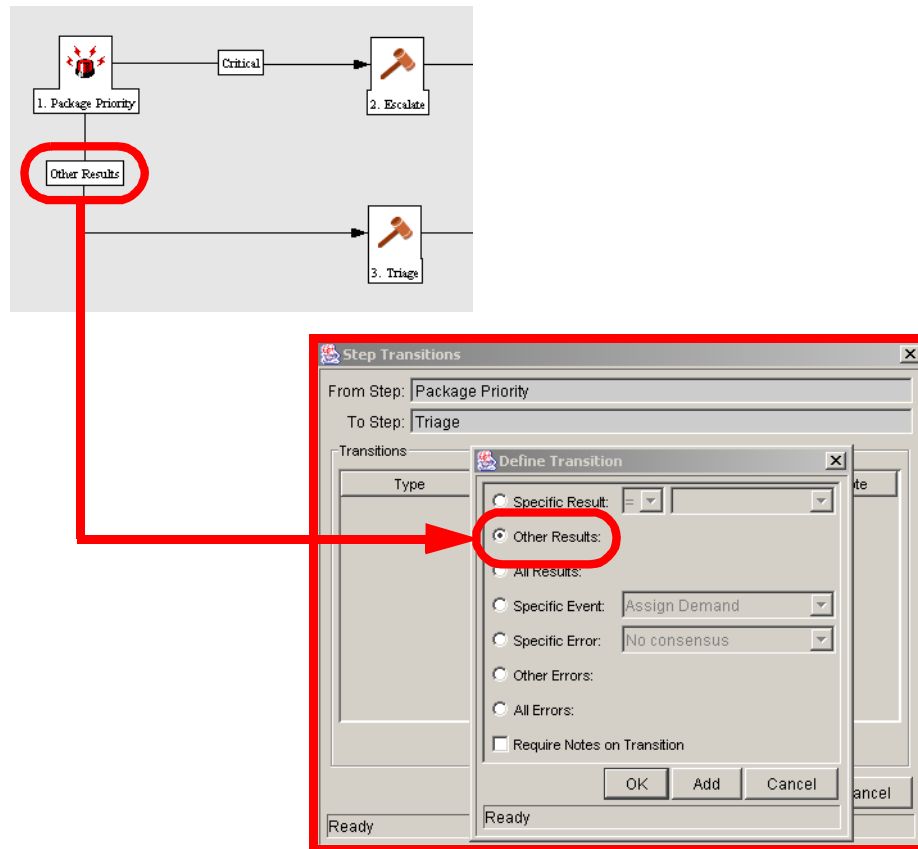 Critical
1. Package Priority
2. Escalate
Other Results
3. Triage
Step Transitions
From Step: Package Priority
To Step: Triage
Transitions
Type
te
Define Transition
Specific Result: =
Other Results:
All Results:
Specific Event: Assign Demand
Specific Error: No consensus
Other Errors:
All Errors:
Require Notes on Transition
OK Add Cancel
ancel
Ready
Ready